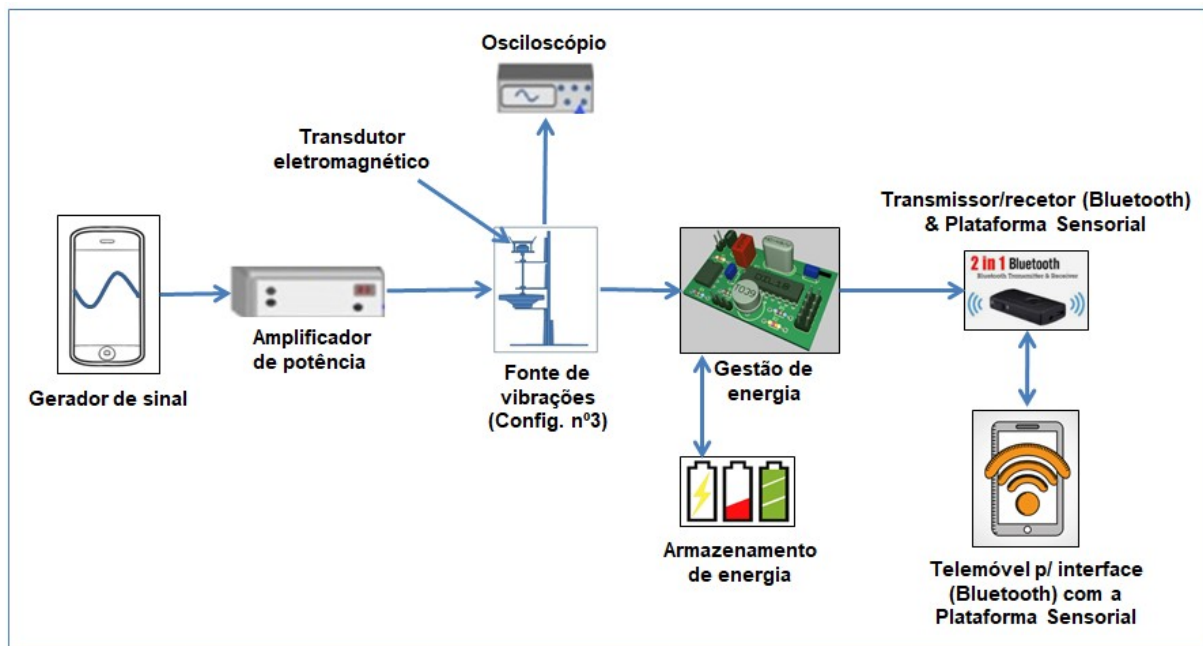 Osciloscópio
Transdutor
eletromagnético
Transmissor/recetor (Bluetooth)
& Plataforma Sensorial
2 in 1 Bluetooth
Bluetooth Transmitter & Receiver
DIL18
TO39
Amplificador
de potência
Gerador de sinal
Fonte de
vibrações
(Config. nº3)
Gestão de
energia
Armazenamento
de energia
Telemóvel p/ interface
(Bluetooth) com a
Plataforma Sensorial